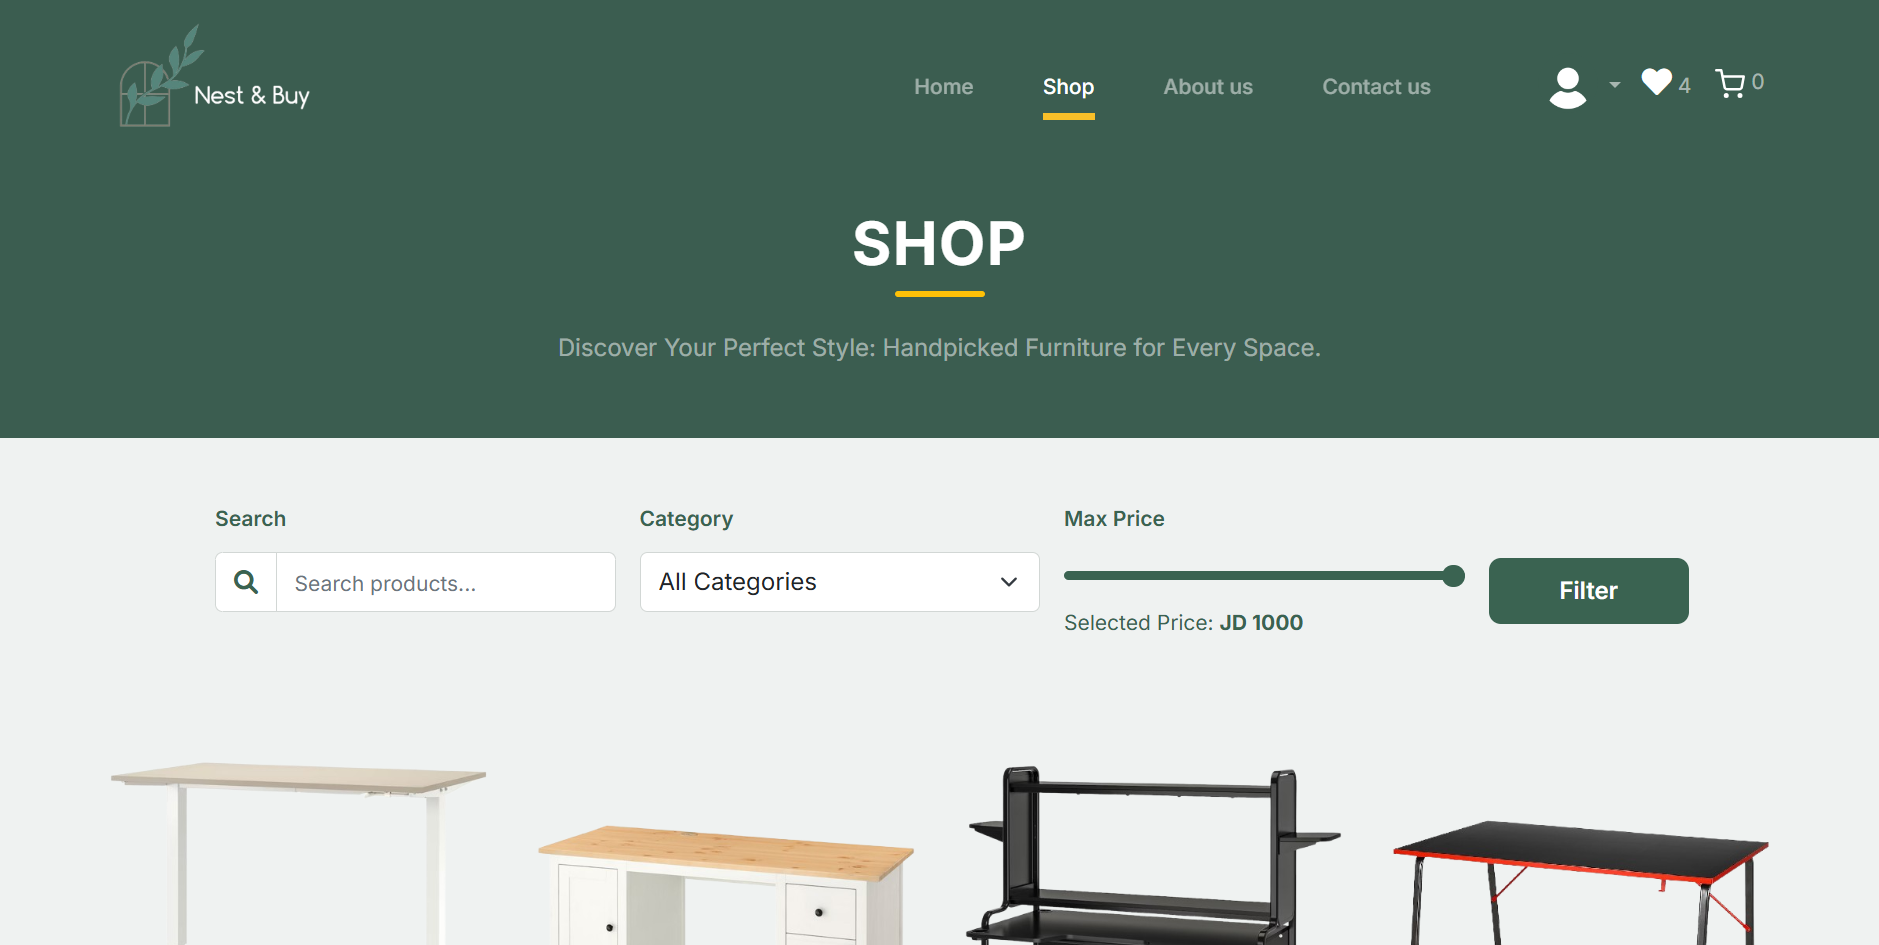 Nest & Buy
Home Shop About us Contact us 4 0
SHOP
Discover Your Perfect Style: Handpicked Furniture for Every Space.
Search Category Max Price
Search products... All Categories Filter
Selected Price: JD 1000